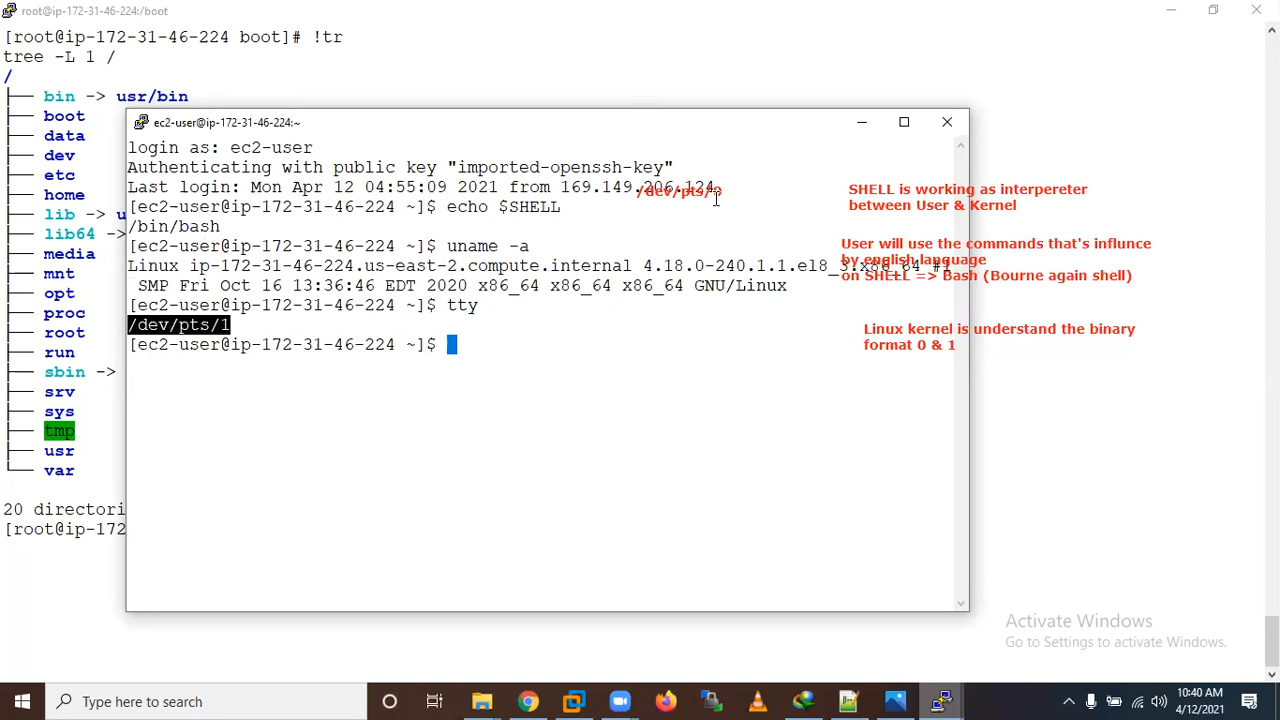 root@ip-172-31-46-224:/boot
[root@ip-172-31-46-224 boot]# !tr
tree -L 1 /
/
├── bin -> usr/bin
├── boot
├── data
├── dev
├── etc
├── home
├── lib -> u
├── lib64 ->
├── media
├── mnt
├── opt
├── proc
├── root
├── run
├── sbin ->
├── srv
├── sys
├── tmp
├── usr
└── var
20 directori
[root@ip-172
ec2-user@ip-172-31-46-224:~
login as: ec2-user
Authenticating with public key "imported-openssh-key"
Last login: Mon Apr 12 04:55:09 2021 from 169.149.206.124
/dev/pts/
[ec2-user@ip-172-31-46-224 ~]$ echo $SHELL
/bin/bash
[ec2-user@ip-172-31-46-224 ~]$ uname -a
Linux ip-172-31-46-224.us-east-2.compute.internal 4.18.0-240.1.1.el8_3.x86_64 #1
SMP Fri Oct 16 13:36:46 EDT 2020 x86_64 x86_64 x86_64 GNU/Linux
[ec2-user@ip-172-31-46-224 ~]$ tty
/dev/pts/1
[ec2-user@ip-172-31-46-224 ~]$
SHELL is working as interpereter
between User & Kernel
User will use the commands that's influnce
by english language
on SHELL => Bash (Bourne again shell)
Linux kernel is understand the binary
format 0 & 1
Activate Windows
Go to Settings to activate Windows.
Type here to search
10:40 AM
4/12/2021